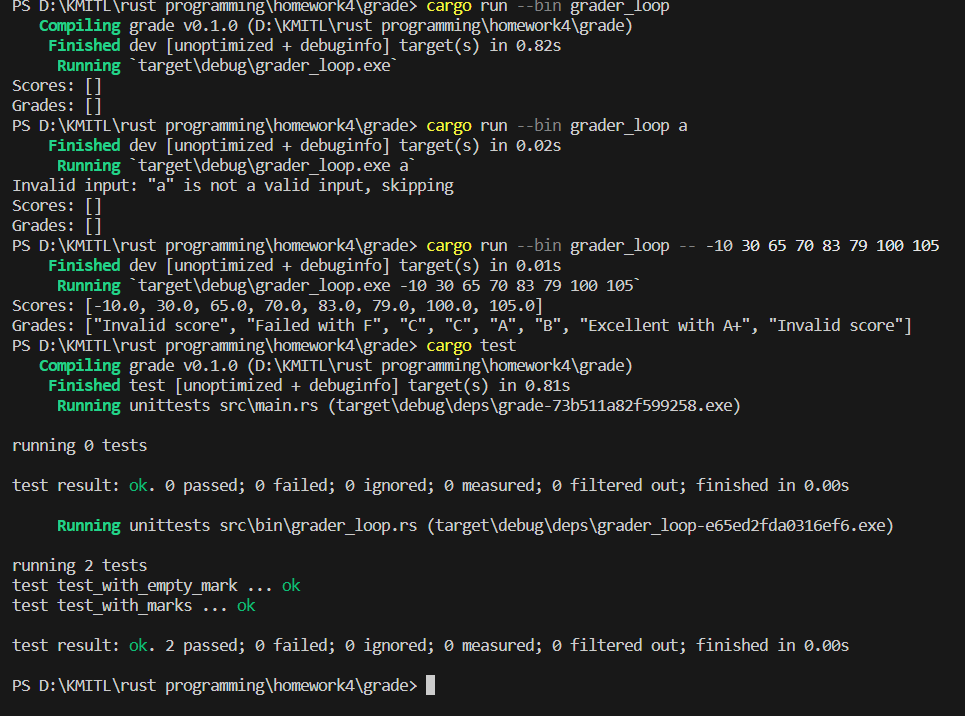 PS D:\KMITL\rust programming\homework4\grade> cargo run --bin grader_loop
   Compiling grade v0.1.0 (D:\KMITL\rust programming\homework4\grade)
    Finished dev [unoptimized + debuginfo] target(s) in 0.82s
     Running `target\debug\grader_loop.exe`
Scores: []
Grades: []
PS D:\KMITL\rust programming\homework4\grade> cargo run --bin grader_loop a
    Finished dev [unoptimized + debuginfo] target(s) in 0.02s
     Running `target\debug\grader_loop.exe a`
Invalid input: "a" is not a valid input, skipping
Scores: []
Grades: []
PS D:\KMITL\rust programming\homework4\grade> cargo run --bin grader_loop -- -10 30 65 70 83 79 100 105
    Finished dev [unoptimized + debuginfo] target(s) in 0.01s
     Running `target\debug\grader_loop.exe -10 30 65 70 83 79 100 105`
Scores: [-10.0, 30.0, 65.0, 70.0, 83.0, 79.0, 100.0, 105.0]
Grades: ["Invalid score", "Failed with F", "C", "C", "A", "B", "Excellent with A+", "Invalid score"]
PS D:\KMITL\rust programming\homework4\grade> cargo test
   Compiling grade v0.1.0 (D:\KMITL\rust programming\homework4\grade)
    Finished test [unoptimized + debuginfo] target(s) in 0.81s
     Running unittests src\main.rs (target\debug\deps\grade-73b511a82f599258.exe)

running 0 tests

test result: ok. 0 passed; 0 failed; 0 ignored; 0 measured; 0 filtered out; finished in 0.00s

     Running unittests src\bin\grader_loop.rs (target\debug\deps\grader_loop-e65ed2fda0316ef6.exe)

running 2 tests
test test_with_empty_mark ... ok
test test_with_marks ... ok

test result: ok. 2 passed; 0 failed; 0 ignored; 0 measured; 0 filtered out; finished in 0.00s

PS D:\KMITL\rust programming\homework4\grade>